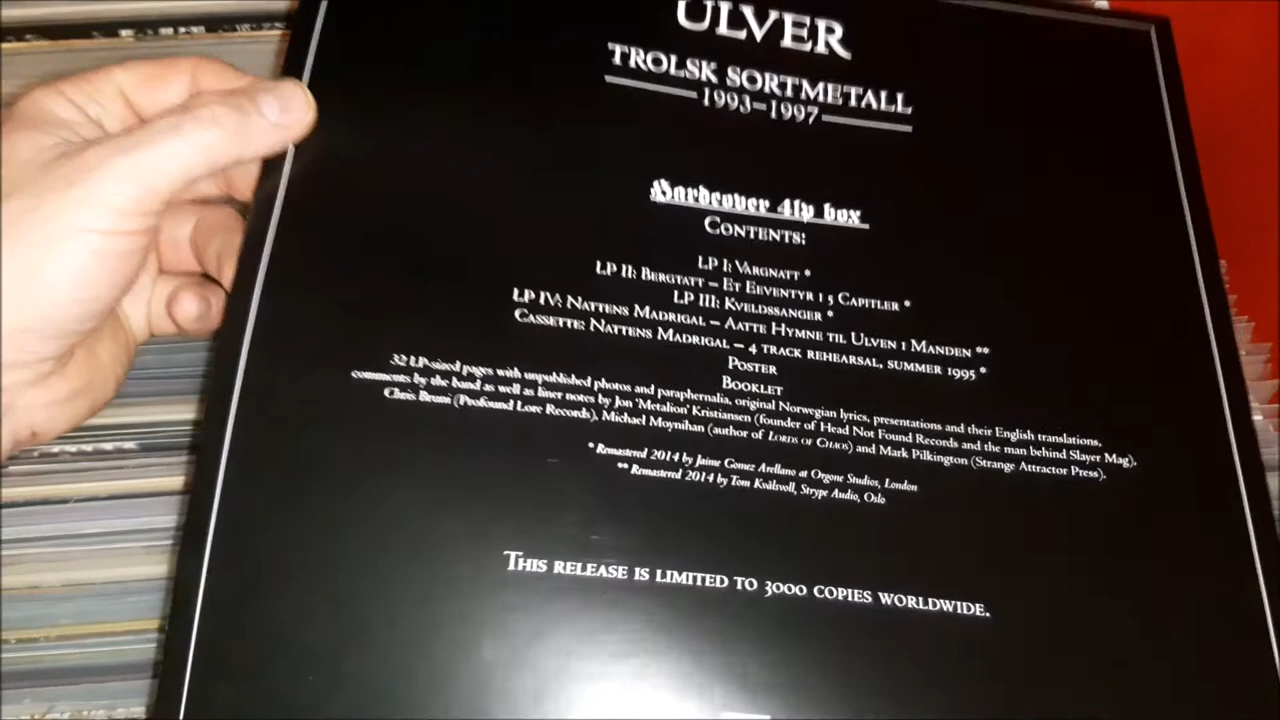 ULVER
TROLSK SORTMETALL
1993–1997
Hardcover 4lp box
CONTENTS:
LP I: VARGNATT *
LP II: BERGTATT – ET EEVENTYR I 5 CAPITLER *
LP III: KVELDSSANGER *
LP IV: NATTENS MADRIGAL – AATTE HYMNE TIL ULVEN I MANDEN **
CASSETTE: NATTENS MADRIGAL – 4 TRACK REHEARSAL, SUMMER 1995 *
POSTER
BOOKLET
32 LP-sized pages with unpublished photos and paraphernalia, original Norwegian lyrics, presentations and their English translations,
comments by the band as well as liner notes by Jon 'Metalion' Kristiansen (founder of Head Not Found Records and the man behind Slayer Mag),
Chris Bruni (Profound Lore Records), Michael Moynihan (author of LORDS OF CHAOS) and Mark Pilkington (Strange Attractor Press).
* Remastered 2014 by Jaime Gomez Arellano at Orgone Studios, London
** Remastered 2014 by Tom Kvålsvoll, Strype Audio, Oslo
THIS RELEASE IS LIMITED TO 3000 COPIES WORLDWIDE.